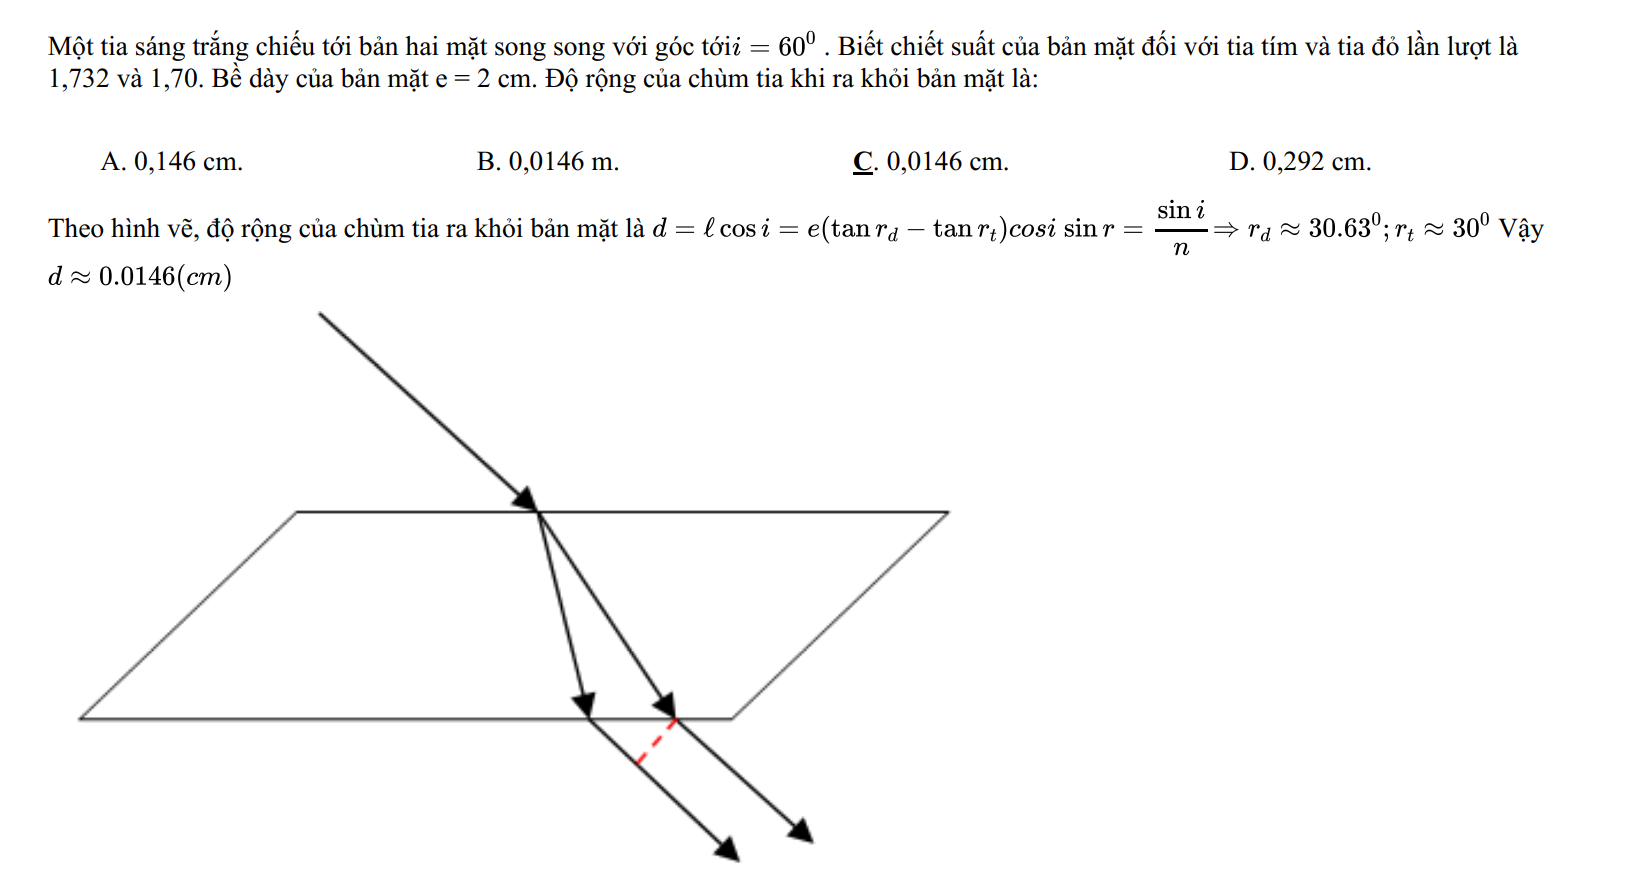 Một tia sáng trắng chiếu tới bản hai mặt song song với góc tới$i = 60^0$ . Biết chiết suất của bản mặt đối với tia tím và tia đỏ lần lượt là
1,732 và 1,70. Bề dày của bản mặt e = 2 cm. Độ rộng của chùm tia khi ra khỏi bản mặt là:
A. 0,146 cm. B. 0,0146 m. C. 0,0146 cm. D. 0,292 cm.
Theo hình vẽ, độ rộng của chùm tia ra khỏi bản mặt là $d = \ell \cos i = e(\tan r_d - \tan r_t)cosi \sin r = \frac{\sin i}{n} \Rightarrow r_d \approx 30.63^0; r_t \approx 30^0$ Vậy
$d \approx 0.0146(cm)$